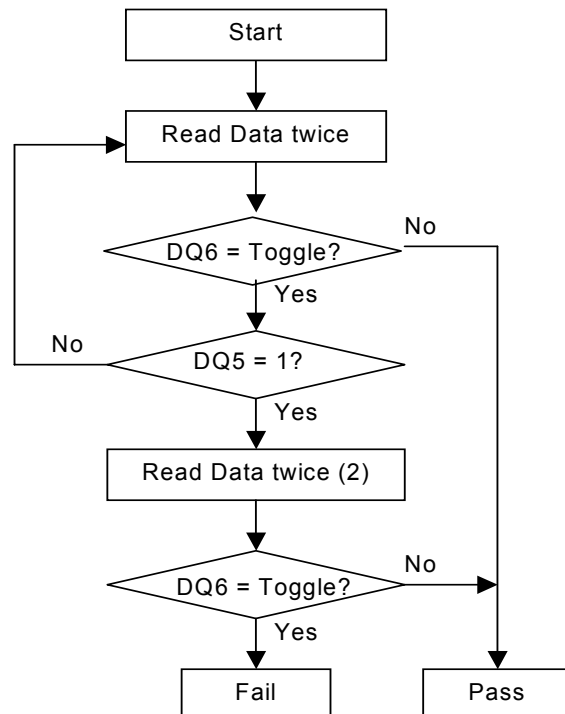 Start
Read Data twice
No
DQ6 = Toggle?
Yes
No
DQ5 = 1?
Yes
Read Data twice (2)
No
DQ6 = Toggle?
Yes
Fail
Pass